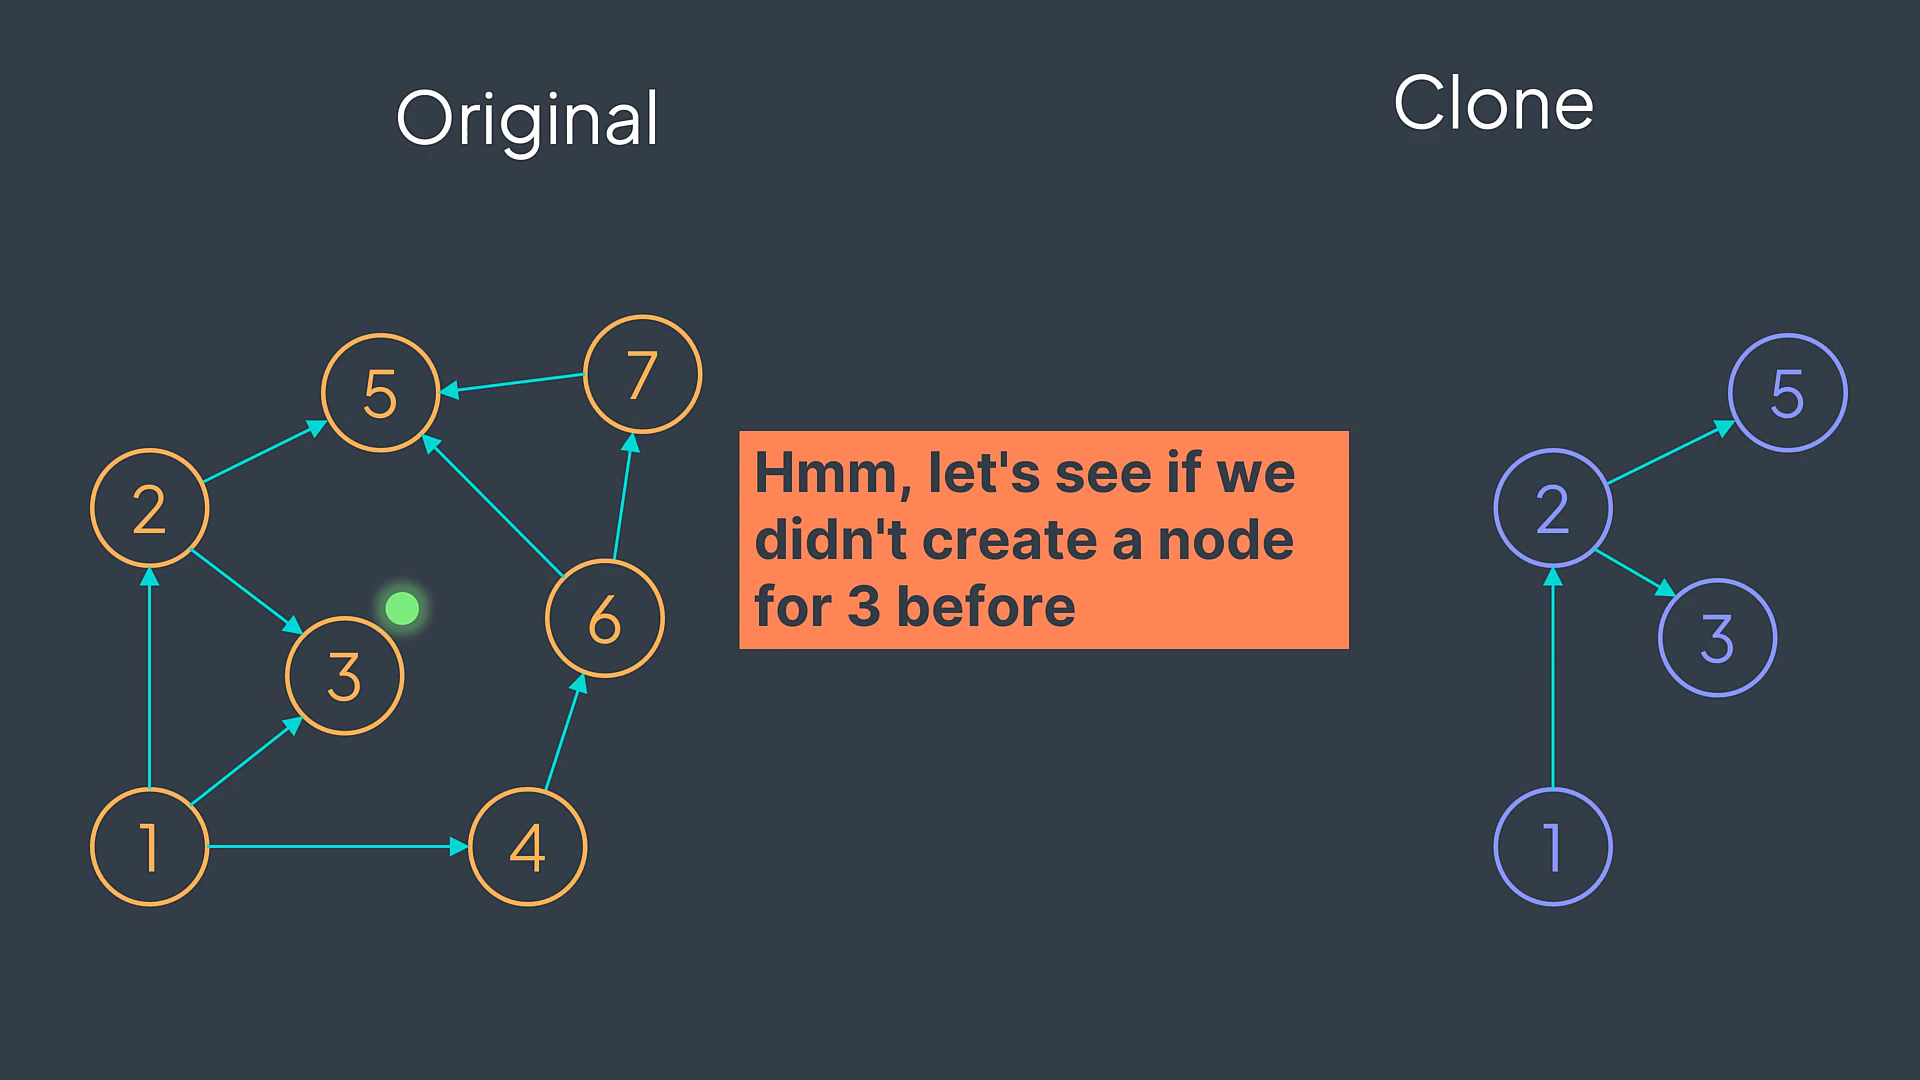 Original
Clone
5
7
2
6
3
1
4
Hmm, let's see if we
didn't create a node
for 3 before
5
2
3
1